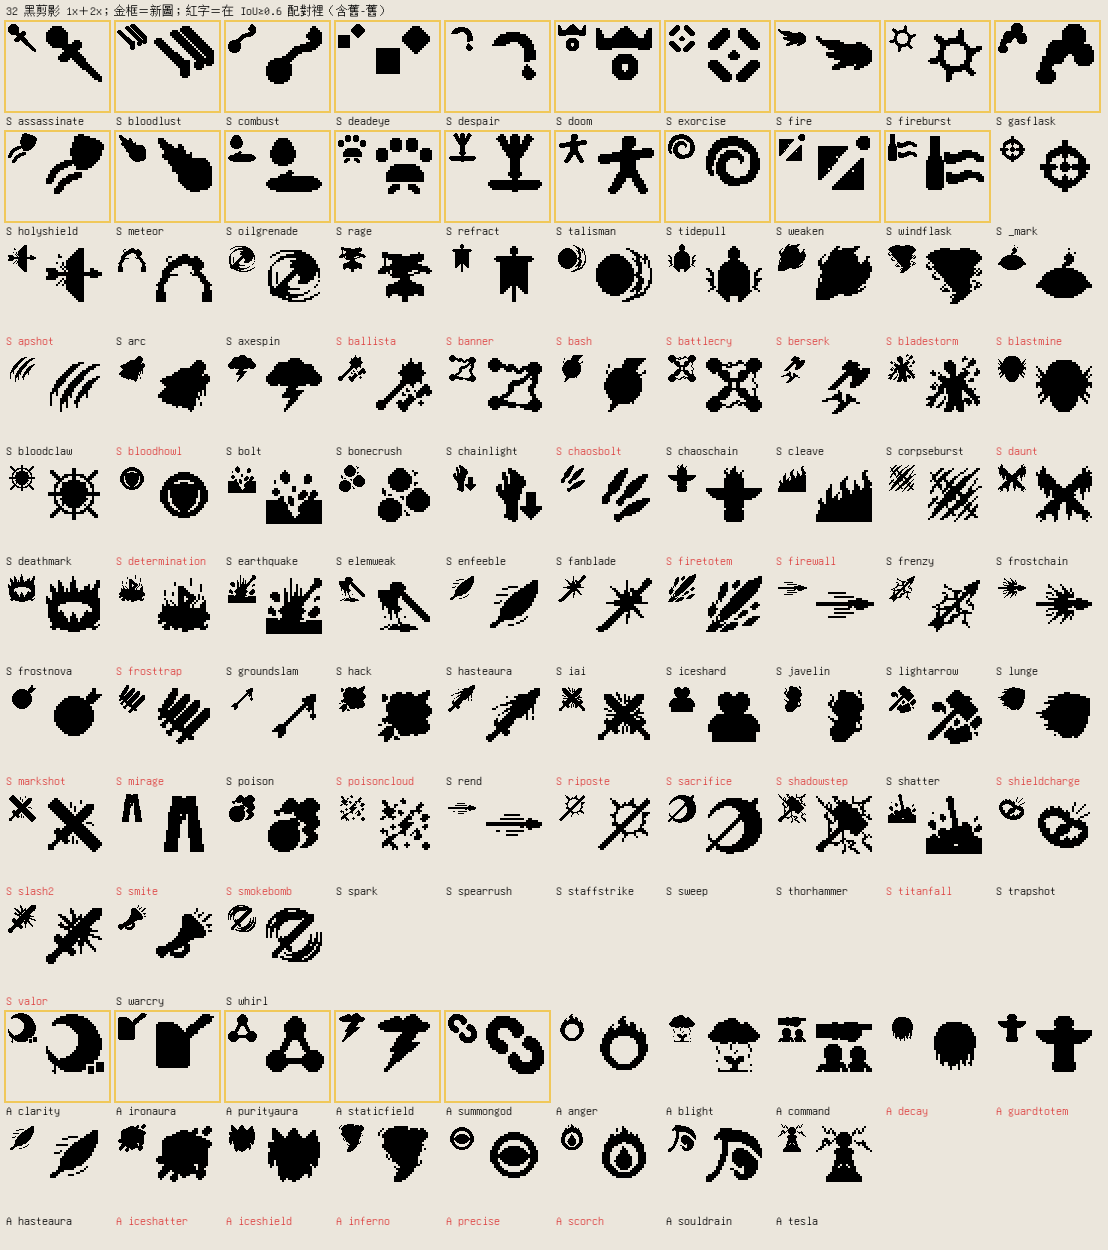 32 黑剪影 1x＋2x；金框＝新圖；紅字＝在 IoU≥0.6 配對裡（含舊-舊）
S assassinate S bloodlust S combust S deadeye S despair S doom S exorcise S fire S fireburst S gasflask
S holyshield S meteor S oilgrenade S rage S refract S talisman S tidepull S weaken S windflask S _mark
S apshot S arc S axespin S ballista S banner S bash S battlecry S berserk S bladestorm S blastmine
S bloodclaw S bloodhowl S bolt S bonecrush S chainlight S chaosbolt S chaoschain S cleave S corpseburst S daunt
S deathmark S determination S earthquake S elemweak S enfeeble S fanblade S firetotem S firewall S frenzy S frostchain
S frostnova S frosttrap S groundslam S hack S hasteaura S iai S iceshard S javelin S lightarrow S lunge
S markshot S mirage S poison S poisoncloud S rend S riposte S sacrifice S shadowstep S shatter S shieldcharge
S slash2 S smite S smokebomb S spark S spearrush S staffstrike S sweep S thorhammer S titanfall S trapshot
S valor S warcry S whirl
A clarity A ironaura A purityaura A staticfield A summongod A anger A blight A command A decay A guardtotem
A hasteaura A iceshatter A iceshield A inferno A precise A scorch A souldrain A tesla